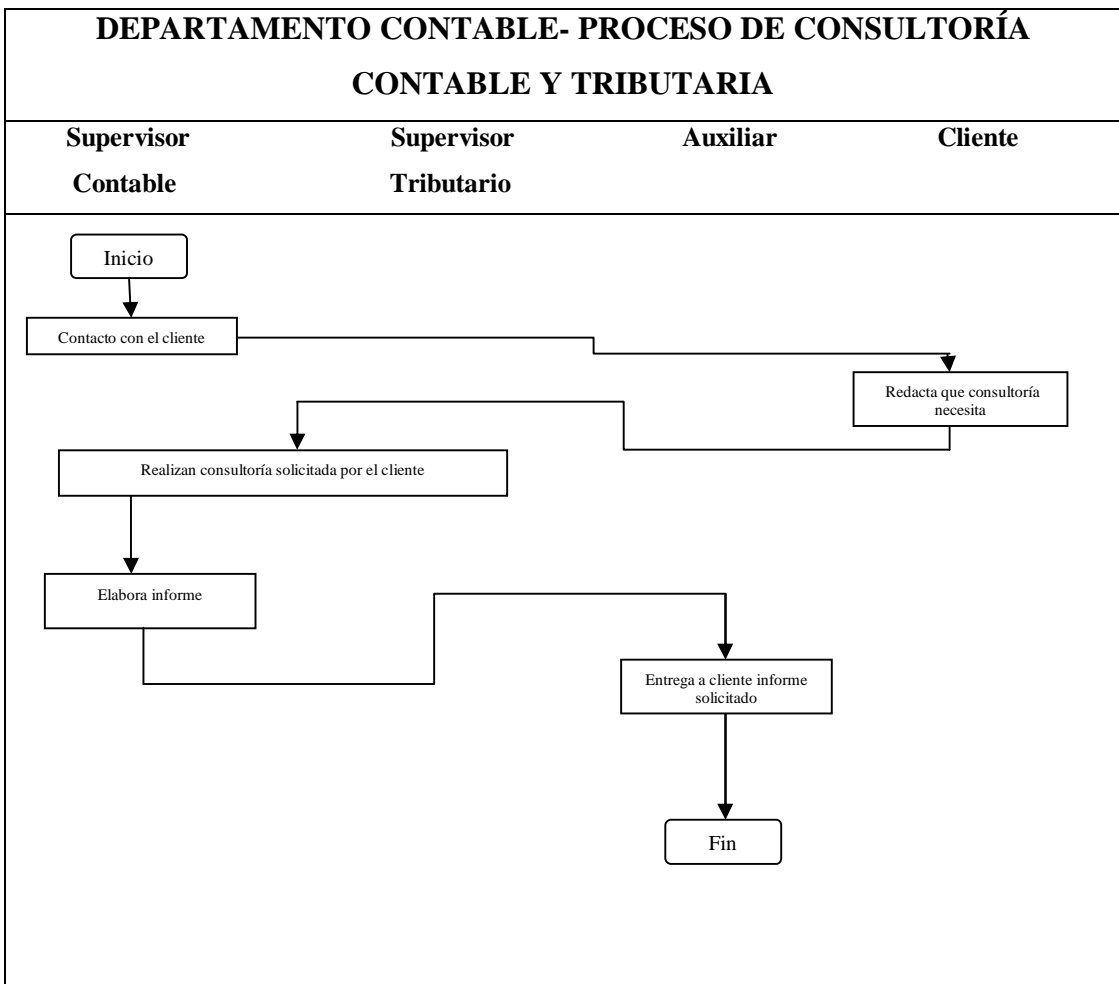 DEPARTAMENTO CONTABLE- PROCESO DE CONSULTORÍA
CONTABLE Y TRIBUTARIA
Supervisor
Contable
Supervisor
Tributario
Auxiliar
Cliente
Inicio
Contacto con el cliente
Redacta que consultoría
necesita
Realizan consultoría solicitada por el cliente
Elabora informe
Entrega a cliente informe
solicitado
Fin